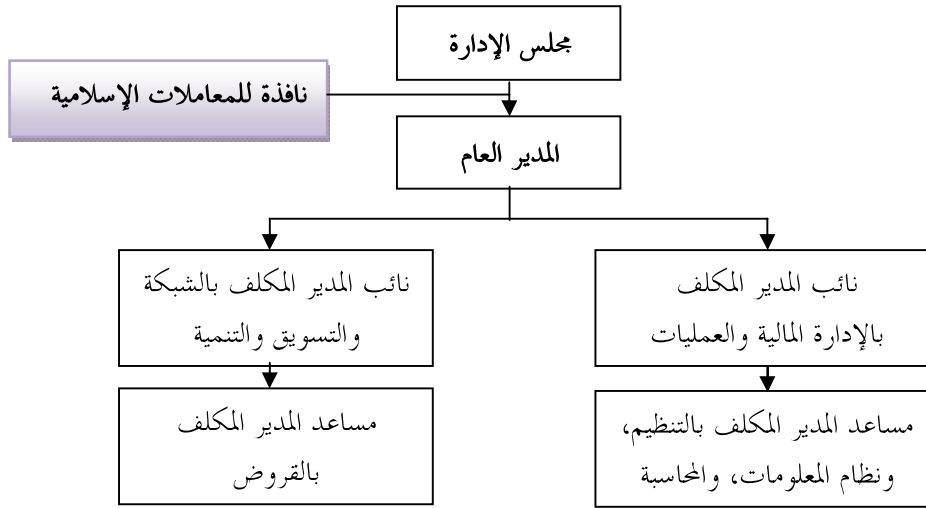 مجلس الإدارة
نافذة للمعاملات الإسلامية
المدير العام
نائب المدير المكلف
بالإدارة المالية والعمليات
نائب المدير المكلف بالشبكة
والتسويق والتنمية
مساعد المدير المكلف بالتنظيم،
ونظام المعلومات، والمحاسبة
مساعد المدير المكلف
بالقروض